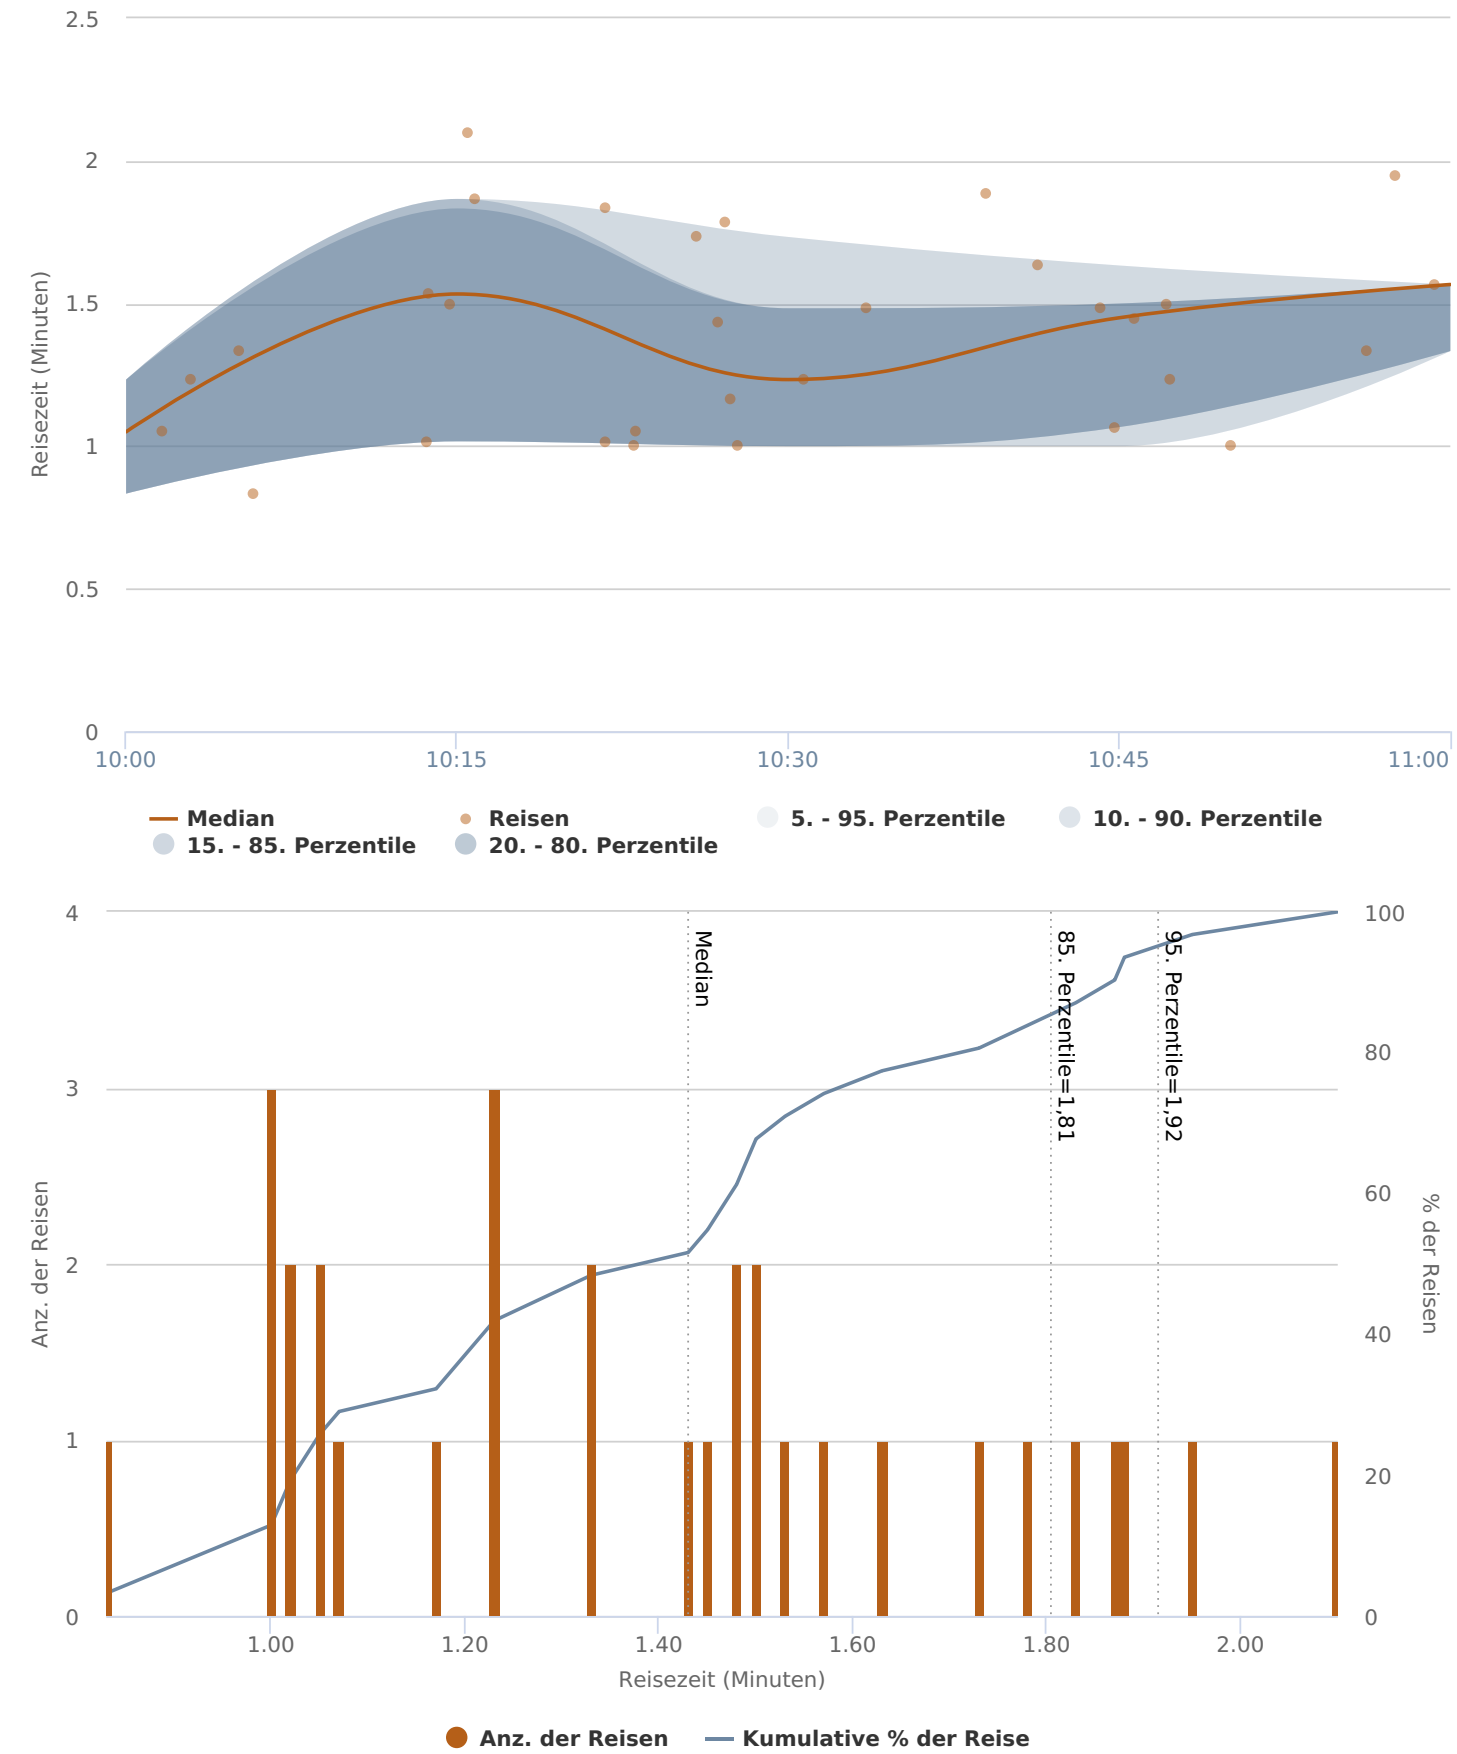 2.5
2
1.5
1
0.5
0
Reisezeit (Minuten)
10:00 10:15 10:30 10:45 11:00
Median Reisen 5. - 95. Perzentile 10. - 90. Perzentile
15. - 85. Perzentile 20. - 80. Perzentile
4
3
2
1
0
Anz. der Reisen
Median
85. Perzentile=1,81
95. Perzentile=1,92
100
80
60
40
20
0
% der Reisen
1.00 1.20 1.40 1.60 1.80 2.00
Reisezeit (Minuten)
Anz. der Reisen Kumulative % der Reise